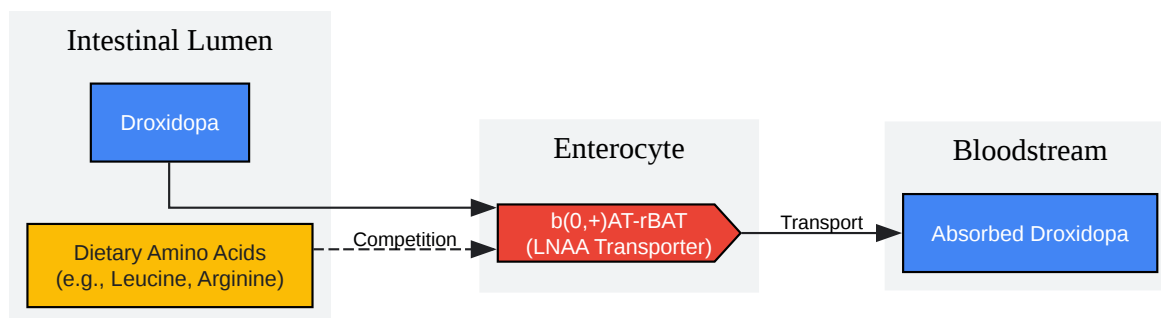 Intestinal Lumen
Droxidopa
Dietary Amino Acids
(e.g., Leucine, Arginine)
Competition
Enterocyte
b(0,+)AT-rBAT
(LNAA Transporter)
Transport
Bloodstream
Absorbed Droxidopa